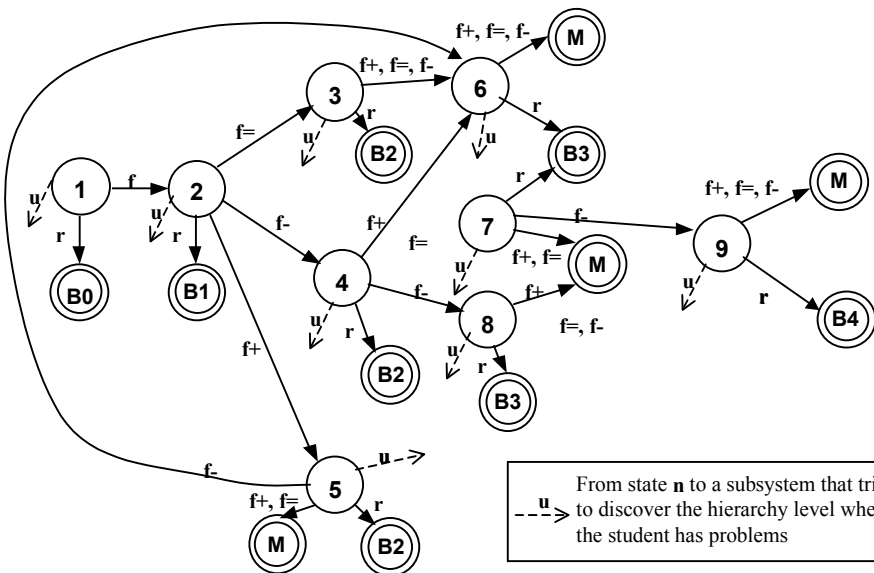 f+, f=, f-
M
6
f+, f=, f-
3
r
f=
u
r
u
B2
B3
f
1
2
u
u
r
r
f-
f+
7
f-
f+, f=, f-
M
9
B0
B1
4
f=
u
f+, f=
M
u
f-
f+
8
f=, f-
r
B4
u
r
u
r
f+
B2
B3
u
f-
5
f+, f=
r
M
B2
u From state n to a subsystem that tri
to discover the hierarchy level whe
the student has problems